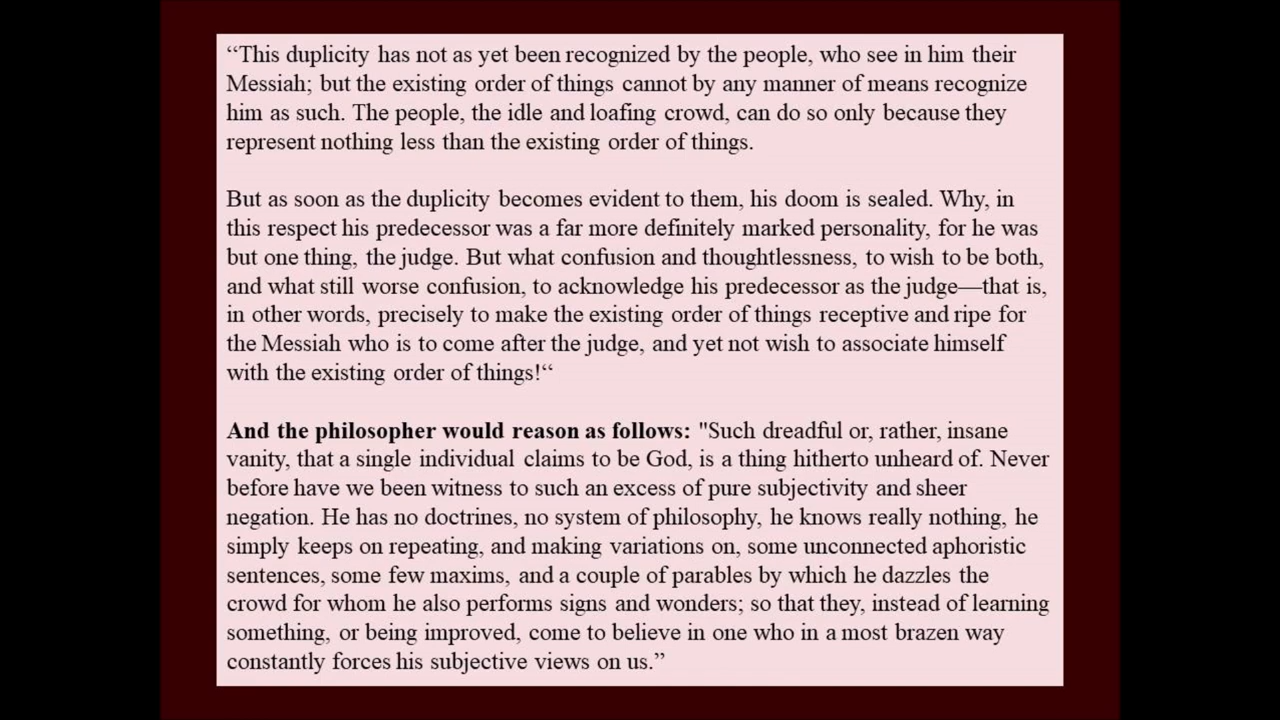 “This duplicity has not as yet been recognized by the people, who see in him their
Messiah; but the existing order of things cannot by any manner of means recognize
him as such. The people, the idle and loafing crowd, can do so only because they
represent nothing less than the existing order of things.
But as soon as the duplicity becomes evident to them, his doom is sealed. Why, in
this respect his predecessor was a far more definitely marked personality, for he was
but one thing, the judge. But what confusion and thoughtlessness, to wish to be both,
and what still worse confusion, to acknowledge his predecessor as the judge—that is,
in other words, precisely to make the existing order of things receptive and ripe for
the Messiah who is to come after the judge, and yet not wish to associate himself
with the existing order of things!“
And the philosopher would reason as follows: "Such dreadful or, rather, insane
vanity, that a single individual claims to be God, is a thing hitherto unheard of. Never
before have we been witness to such an excess of pure subjectivity and sheer
negation. He has no doctrines, no system of philosophy, he knows really nothing, he
simply keeps on repeating, and making variations on, some unconnected aphoristic
sentences, some few maxims, and a couple of parables by which he dazzles the
crowd for whom he also performs signs and wonders; so that they, instead of learning
something, or being improved, come to believe in one who in a most brazen way
constantly forces his subjective views on us.”